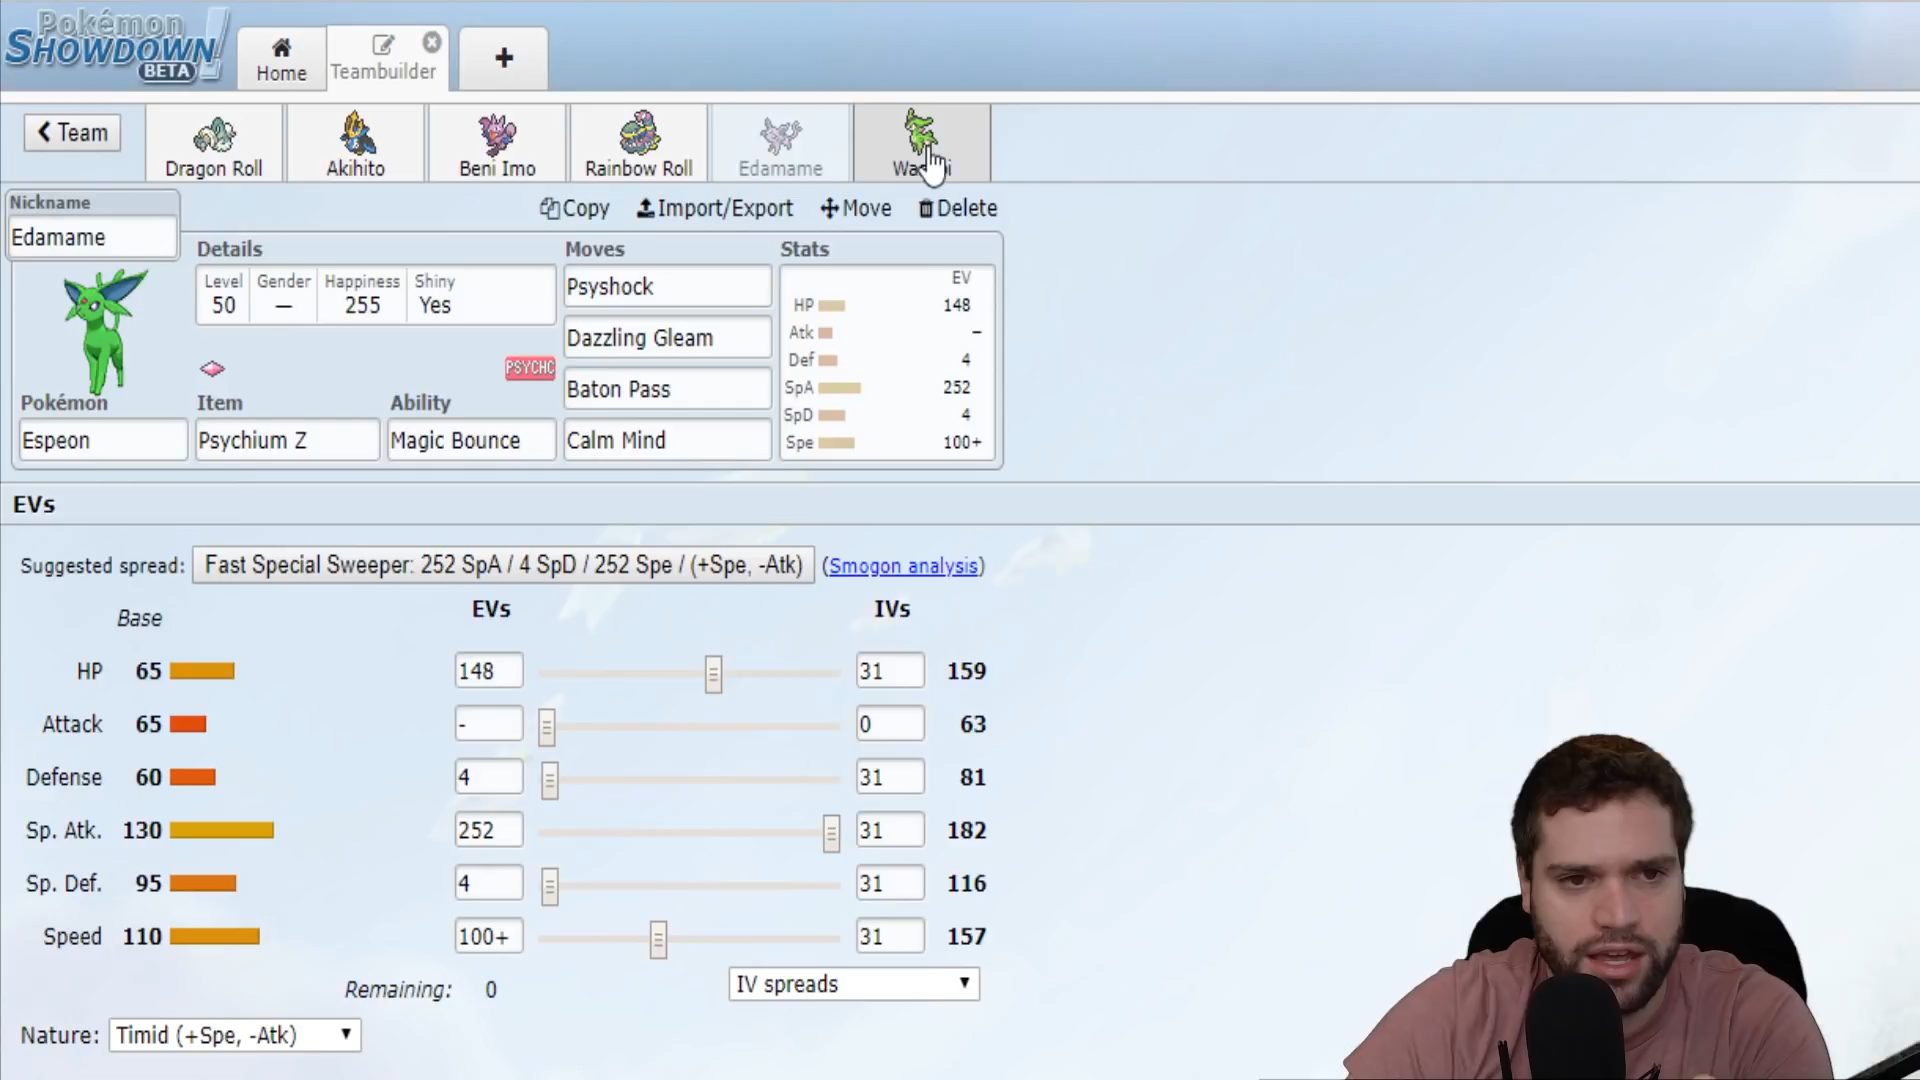 Pokémon
SHOWDOWN!
BETA
Home
Teambuilder
+
Team
Dragon Roll
Akihito
Beni Imo
Rainbow Roll
Edamame
Nickname
Edamame
Copy
Import/Export
Move
Delete
Details
Moves
Stats
Level
50
Gender
—
Happiness
255
Shiny
Yes
PSYCHC
Pokémon
Espeon
Item
Psychium Z
Ability
Magic Bounce
Psyshock
Dazzling Gleam
Baton Pass
Calm Mind
EV
HP 148
Atk –
Def 4
SpA 252
SpD 4
Spe 100+
EVs
Suggested spread: Fast Special Sweeper: 252 SpA / 4 SpD / 252 Spe / (+Spe, -Atk) (Smogon analysis)
Base EVs IVs
HP 65 148 31 159
Attack 65 - 0 63
Defense 60 4 31 81
Sp. Atk. 130 252 31 182
Sp. Def. 95 4 31 116
Speed 110 100+ 31 157
Remaining: 0
IV spreads
Nature: Timid (+Spe, -Atk)